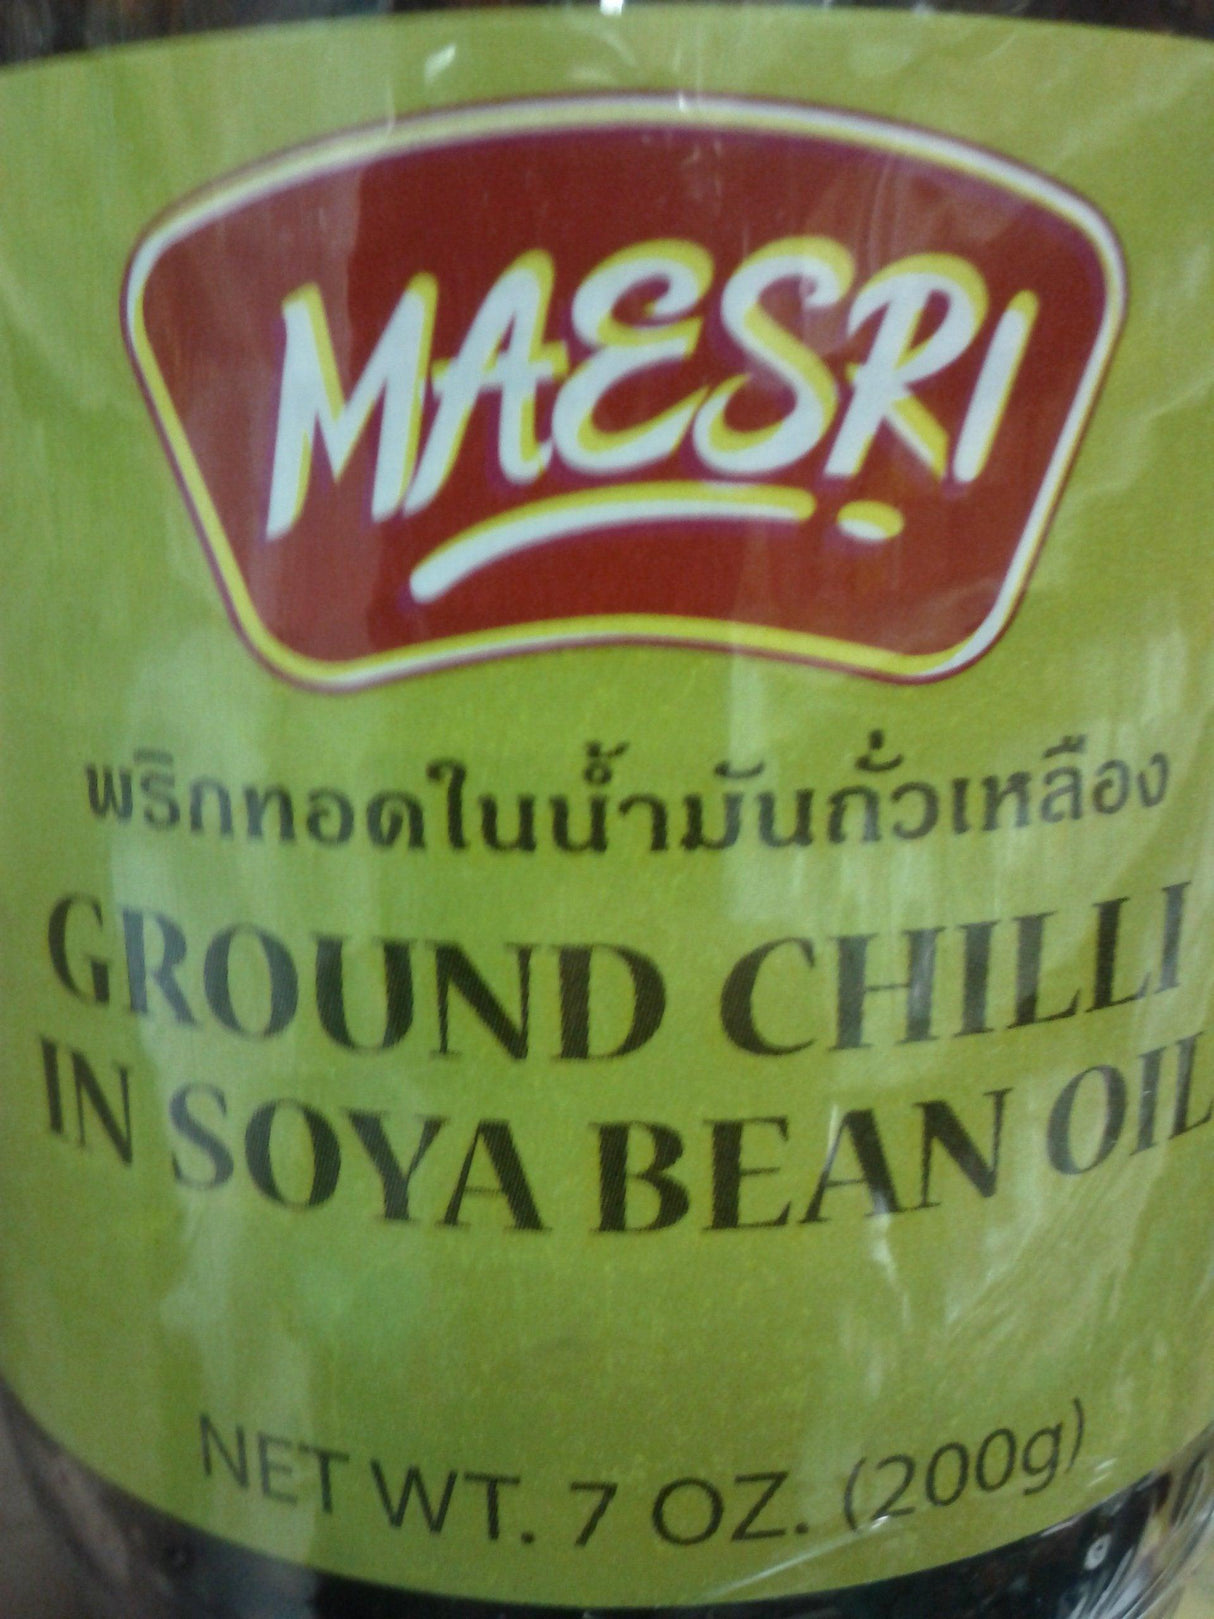 MAESRI
พริกทอดในน้ำมันถั่วเหลือง
GROUND CHILLI
IN SOYA BEAN OIL
NET WT. 7 OZ. (200g)